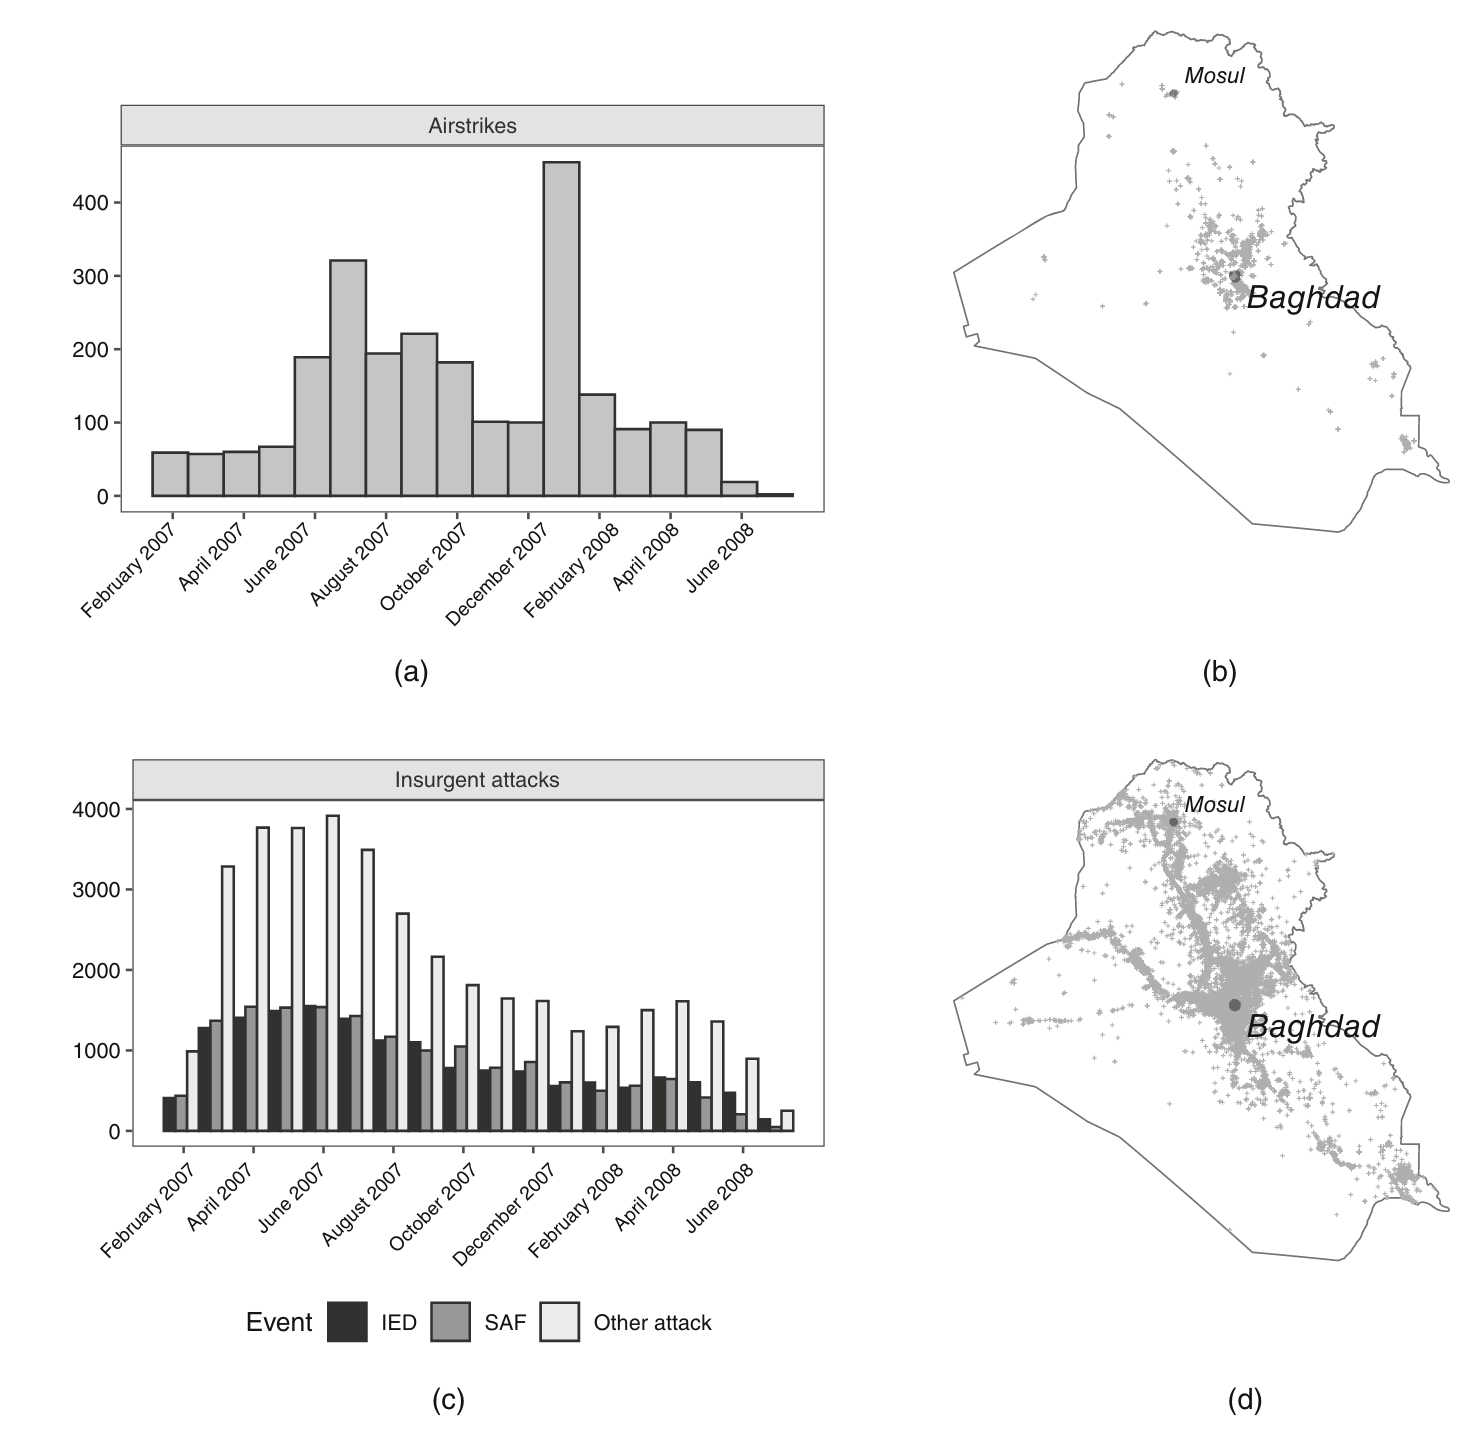 Airstrikes
400
300
200
100
0
February 2007
April 2007
June 2007
August 2007
October 2007
December 2007
February 2008
April 2008
June 2008
(a)
Mosul
Baghdad
(b)
Insurgent attacks
4000
3000
2000
1000
0
February 2007
April 2007
June 2007
August 2007
October 2007
December 2007
February 2008
April 2008
June 2008
Event IED SAF Other attack
(c)
Mosul
Baghdad
(d)